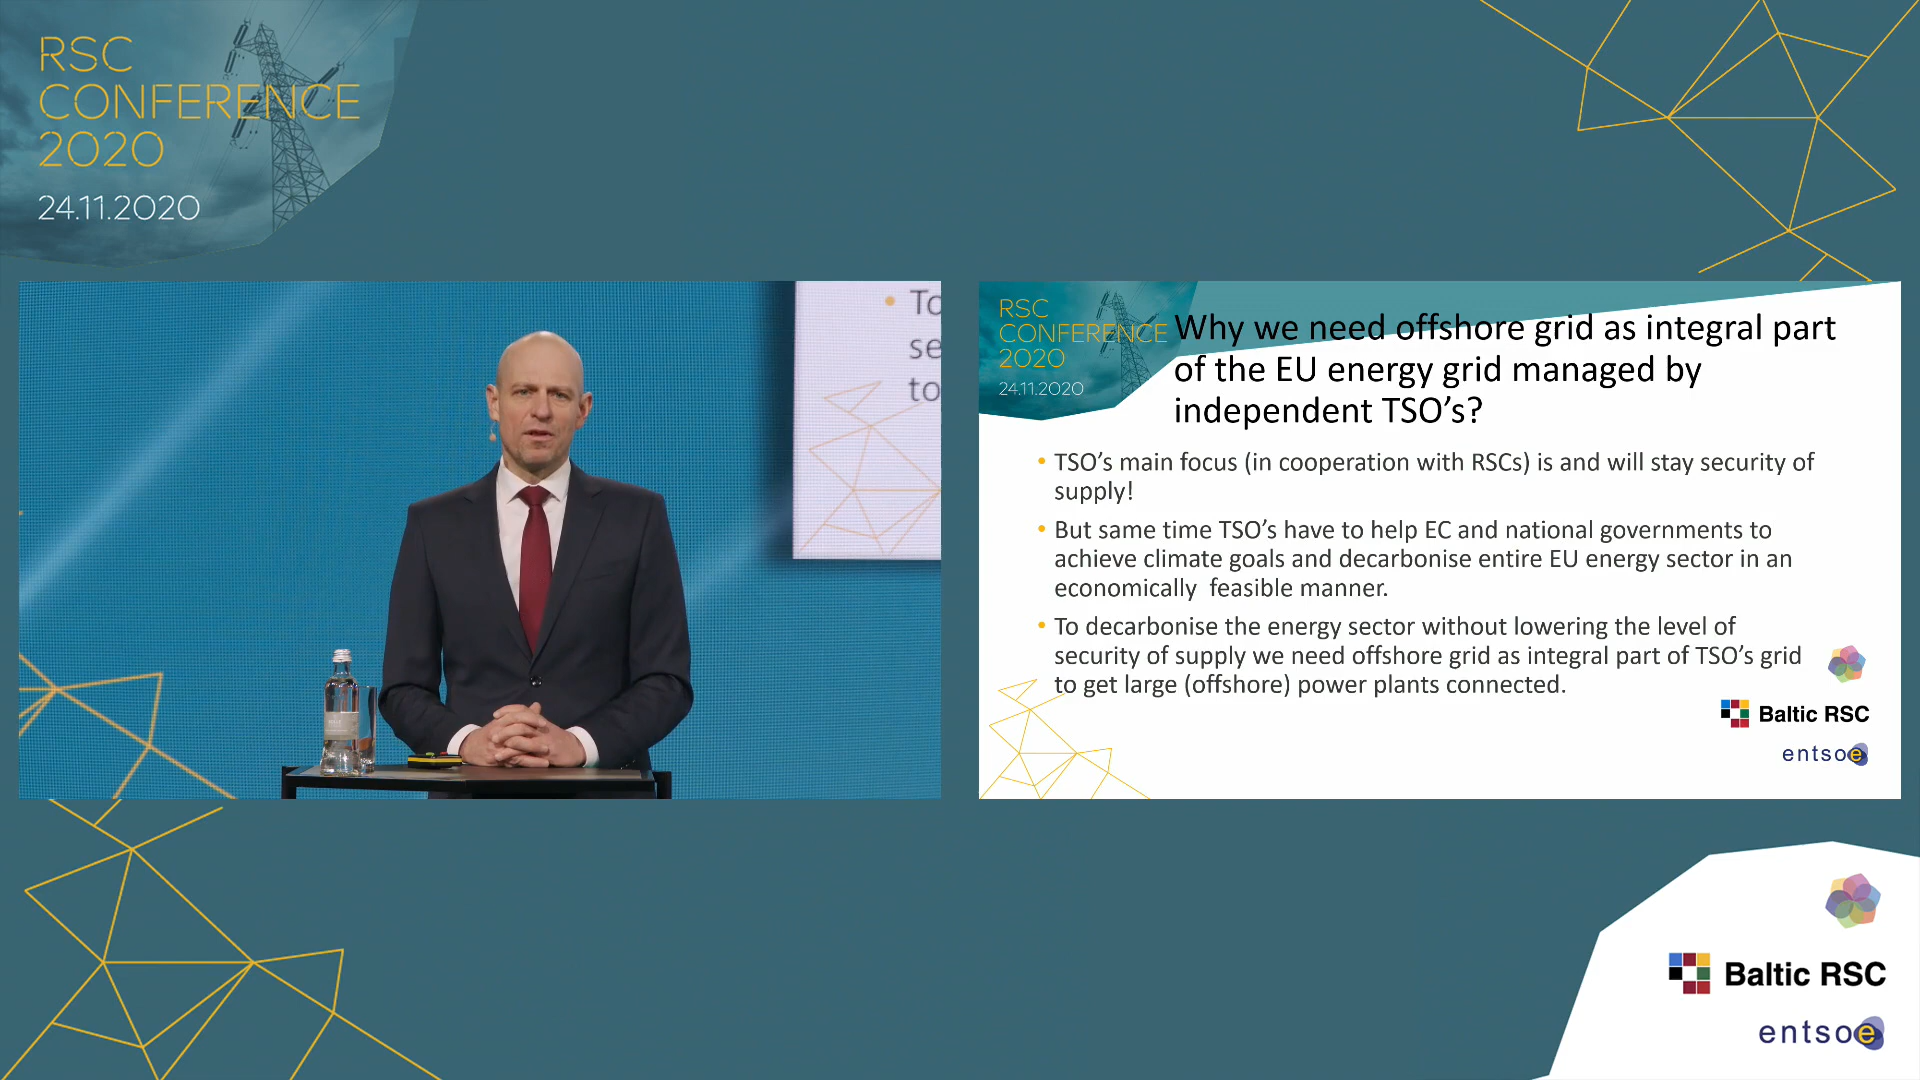 RSC
CONFERENCE
2020
24.11.2020
• To
se
to
RSC
CONFERENCE
2020
24.11.2020
Why we need offshore grid as integral part
of the EU energy grid managed by
independent TSO’s?
• TSO’s main focus (in cooperation with RSCs) is and will stay security of
supply!
• But same time TSO’s have to help EC and national governments to
achieve climate goals and decarbonise entire EU energy sector in an
economically  feasible manner.
• To decarbonise the energy sector without lowering the level of
security of supply we need offshore grid as integral part of TSO’s grid
to get large (offshore) power plants connected.
Baltic RSC
entsoe
Baltic RSC
entsoe